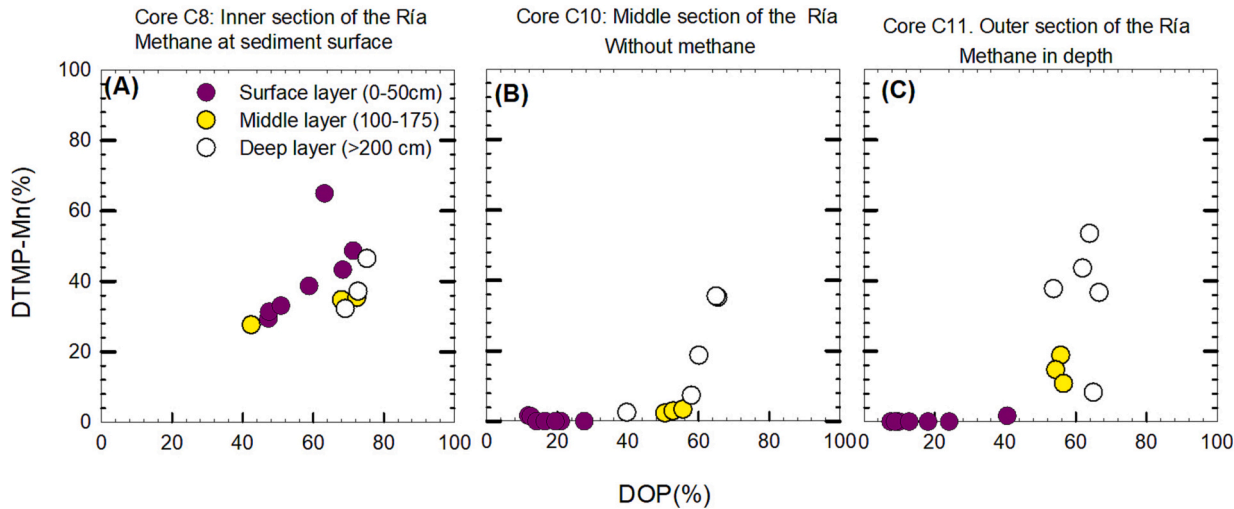 Core C8: Inner section of the Ría
Methane at sediment surface
Core C10: Middle section of the Ría
Without methane
Core C11. Outer section of the Ría
Methane in depth
(A)
Surface layer (0-50cm)
Middle layer (100-175)
Deep layer (>200 cm)
(B)
(C)
DTMP-Mn(%)
100
80
60
40
20
0
0 20 40 60 80 100
0 20 40 60 80 100
0 20 40 60 80 100
DOP(%)